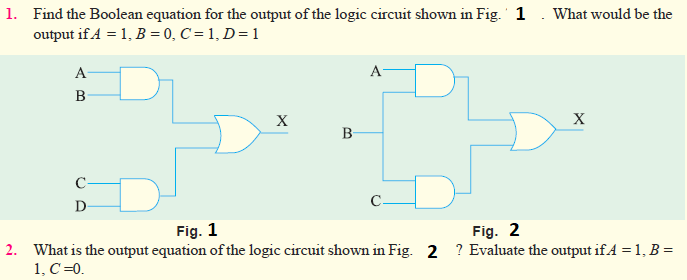 1. Find the Boolean equation for the output of the logic circuit shown in Fig. 1 . What would be the
output if A = 1, B = 0, C = 1, D = 1
A
B
X
C
D
A
B
X
C
Fig. 1
Fig. 2
2. What is the output equation of the logic circuit shown in Fig. 2 ? Evaluate the output if A = 1, B =
1, C =0.